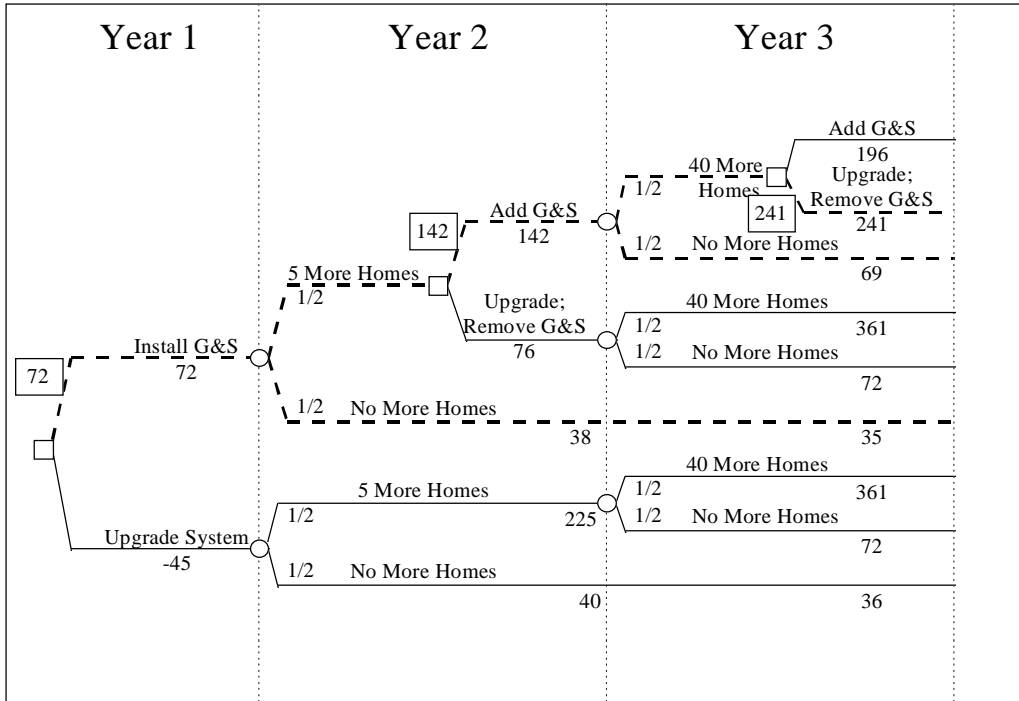 Year 1
Year 2
Year 3
Add G&S
196
40 More
Homes
1/2
Upgrade;
Remove G&S
241
241
Add G&S
142
142
1/2
No More Homes
69
5 More Homes
1/2
Upgrade;
Remove G&S
76
40 More Homes
1/2
361
1/2
No More Homes
72
Install G&S
72
72
1/2
No More Homes
38
35
5 More Homes
1/2
225
40 More Homes
1/2
361
1/2
No More Homes
72
Upgrade System
-45
1/2
No More Homes
40
36